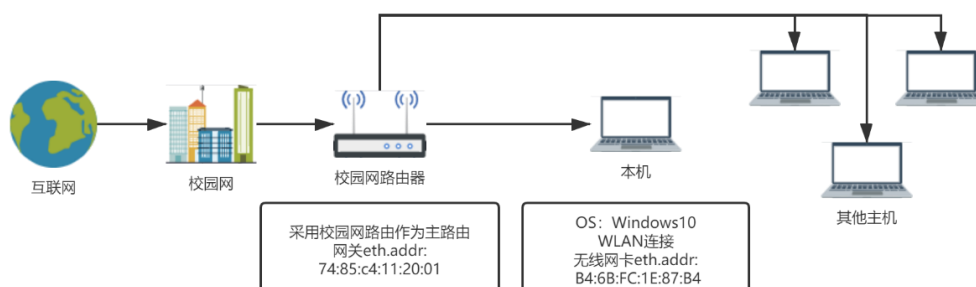 互联网
校园网
校园网路由器
本机
其他主机
采用校园网路由作为主路由
网关eth.addr:
74:85:c4:11:20:01
OS：Windows10
WLAN连接
无线网卡eth.addr:
B4:6B:FC:1E:87:B4